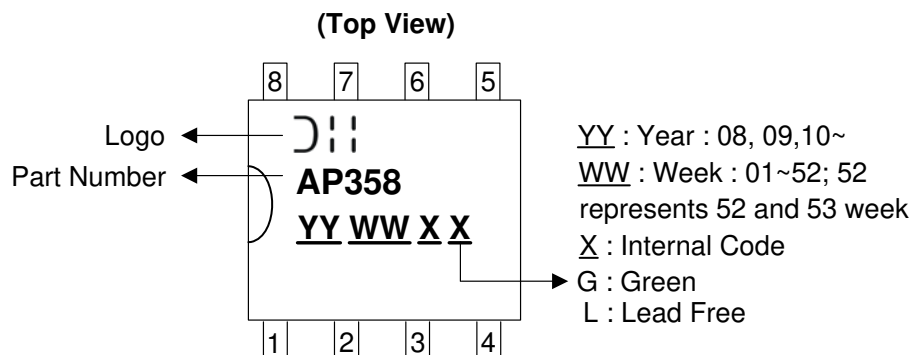 (Top View)
8 7 6 5
Logo
Part Number
AP358
YY WW X X
YY : Year : 08, 09,10~
WW : Week : 01~52; 52
represents 52 and 53 week
X : Internal Code
G : Green
L : Lead Free
1 2 3 4